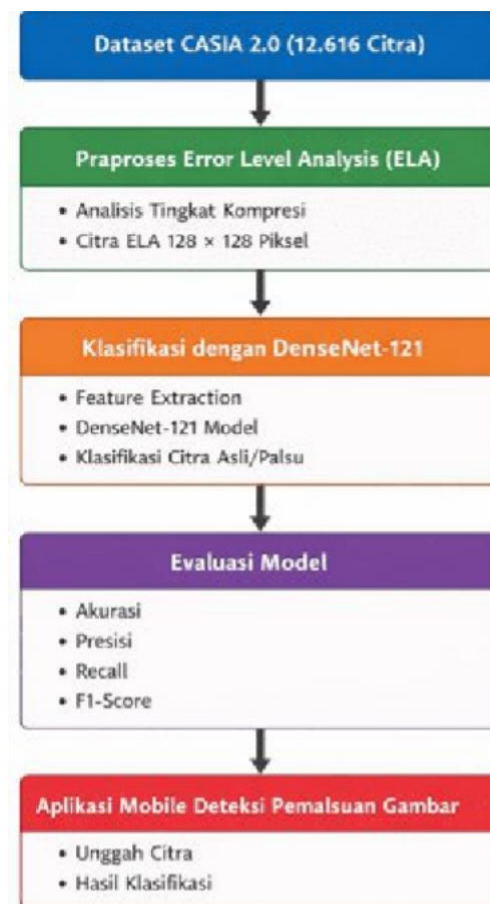 Dataset CASIA 2.0 (12.616 Citra)
Praproses Error Level Analysis (ELA)
• Analisis Tingkat Kompresi
• Citra ELA 128 × 128 Piksel
Klasifikasi dengan DenseNet-121
• Feature Extraction
• DenseNet-121 Model
• Klasifikasi Citra Asli/Palsu
Evaluasi Model
• Akurasi
• Presisi
• Recall
• F1-Score
Aplikasi Mobile Deteksi Pemalsuan Gambar
• Unggah Citra
• Hasil Klasifikasi